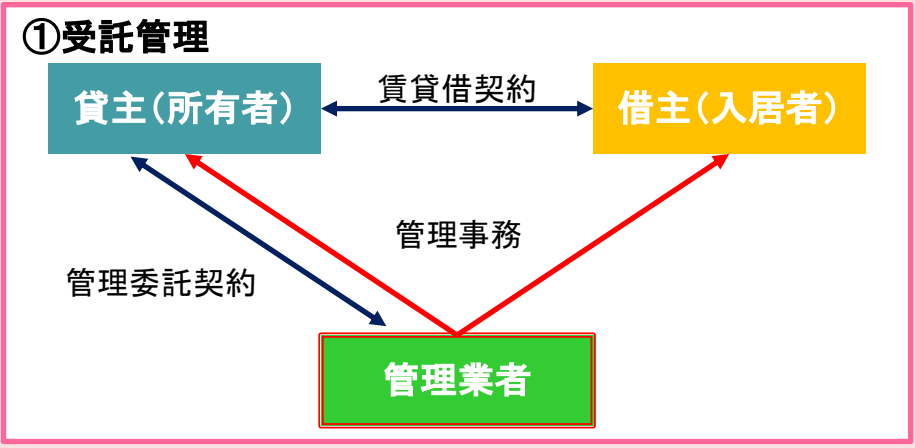 ①受託管理
貸主（所有者）
賃貸借契約
借主（入居者）
管理事務
管理委託契約
管理業者